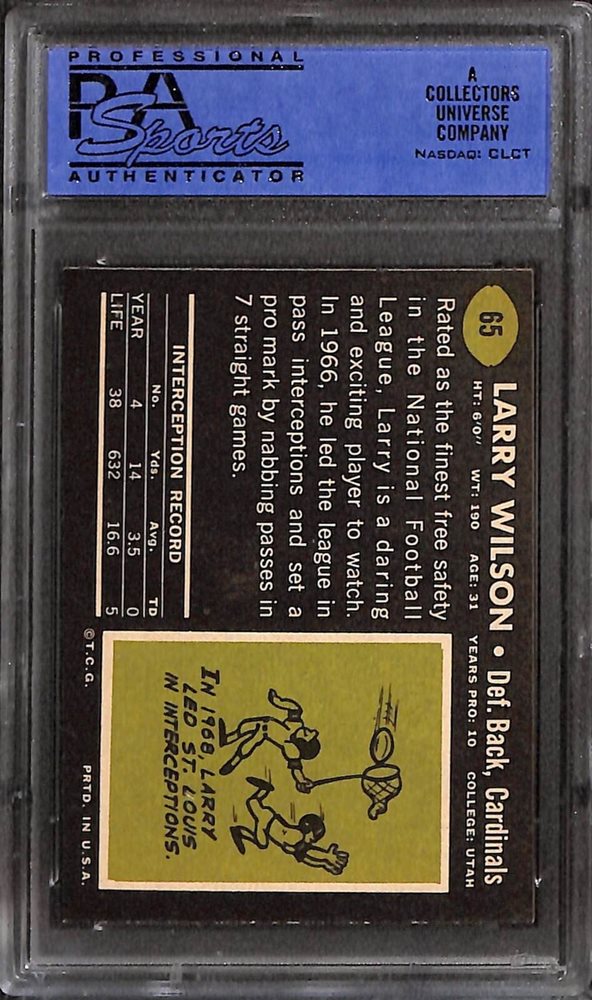 PROFESSIONAL
PSA
Sports
AUTHENTICATOR
A
COLLECTORS
UNIVERSE
COMPANY
NASDAQ: CLCT
65
LARRY WILSON • Def. Back, Cardinals
HT: 6'0" WT: 190 AGE: 31 YEARS PRO: 10 COLLEGE: UTAH
Rated as the finest free safety
in the National Football
League, Larry is a daring
and exciting player to watch.
In 1966, he led the league in
pass interceptions and set a
pro mark by nabbing passes in
7 straight games.
INTERCEPTION RECORD
No. Yds. Avg. TD
YEAR 4 14 3.5 0
LIFE 38 632 16.6 5
IN 1968, LARRY
LED ST. LOUIS
IN INTERCEPTIONS.
© T.C.G. PRTD. IN U.S.A.